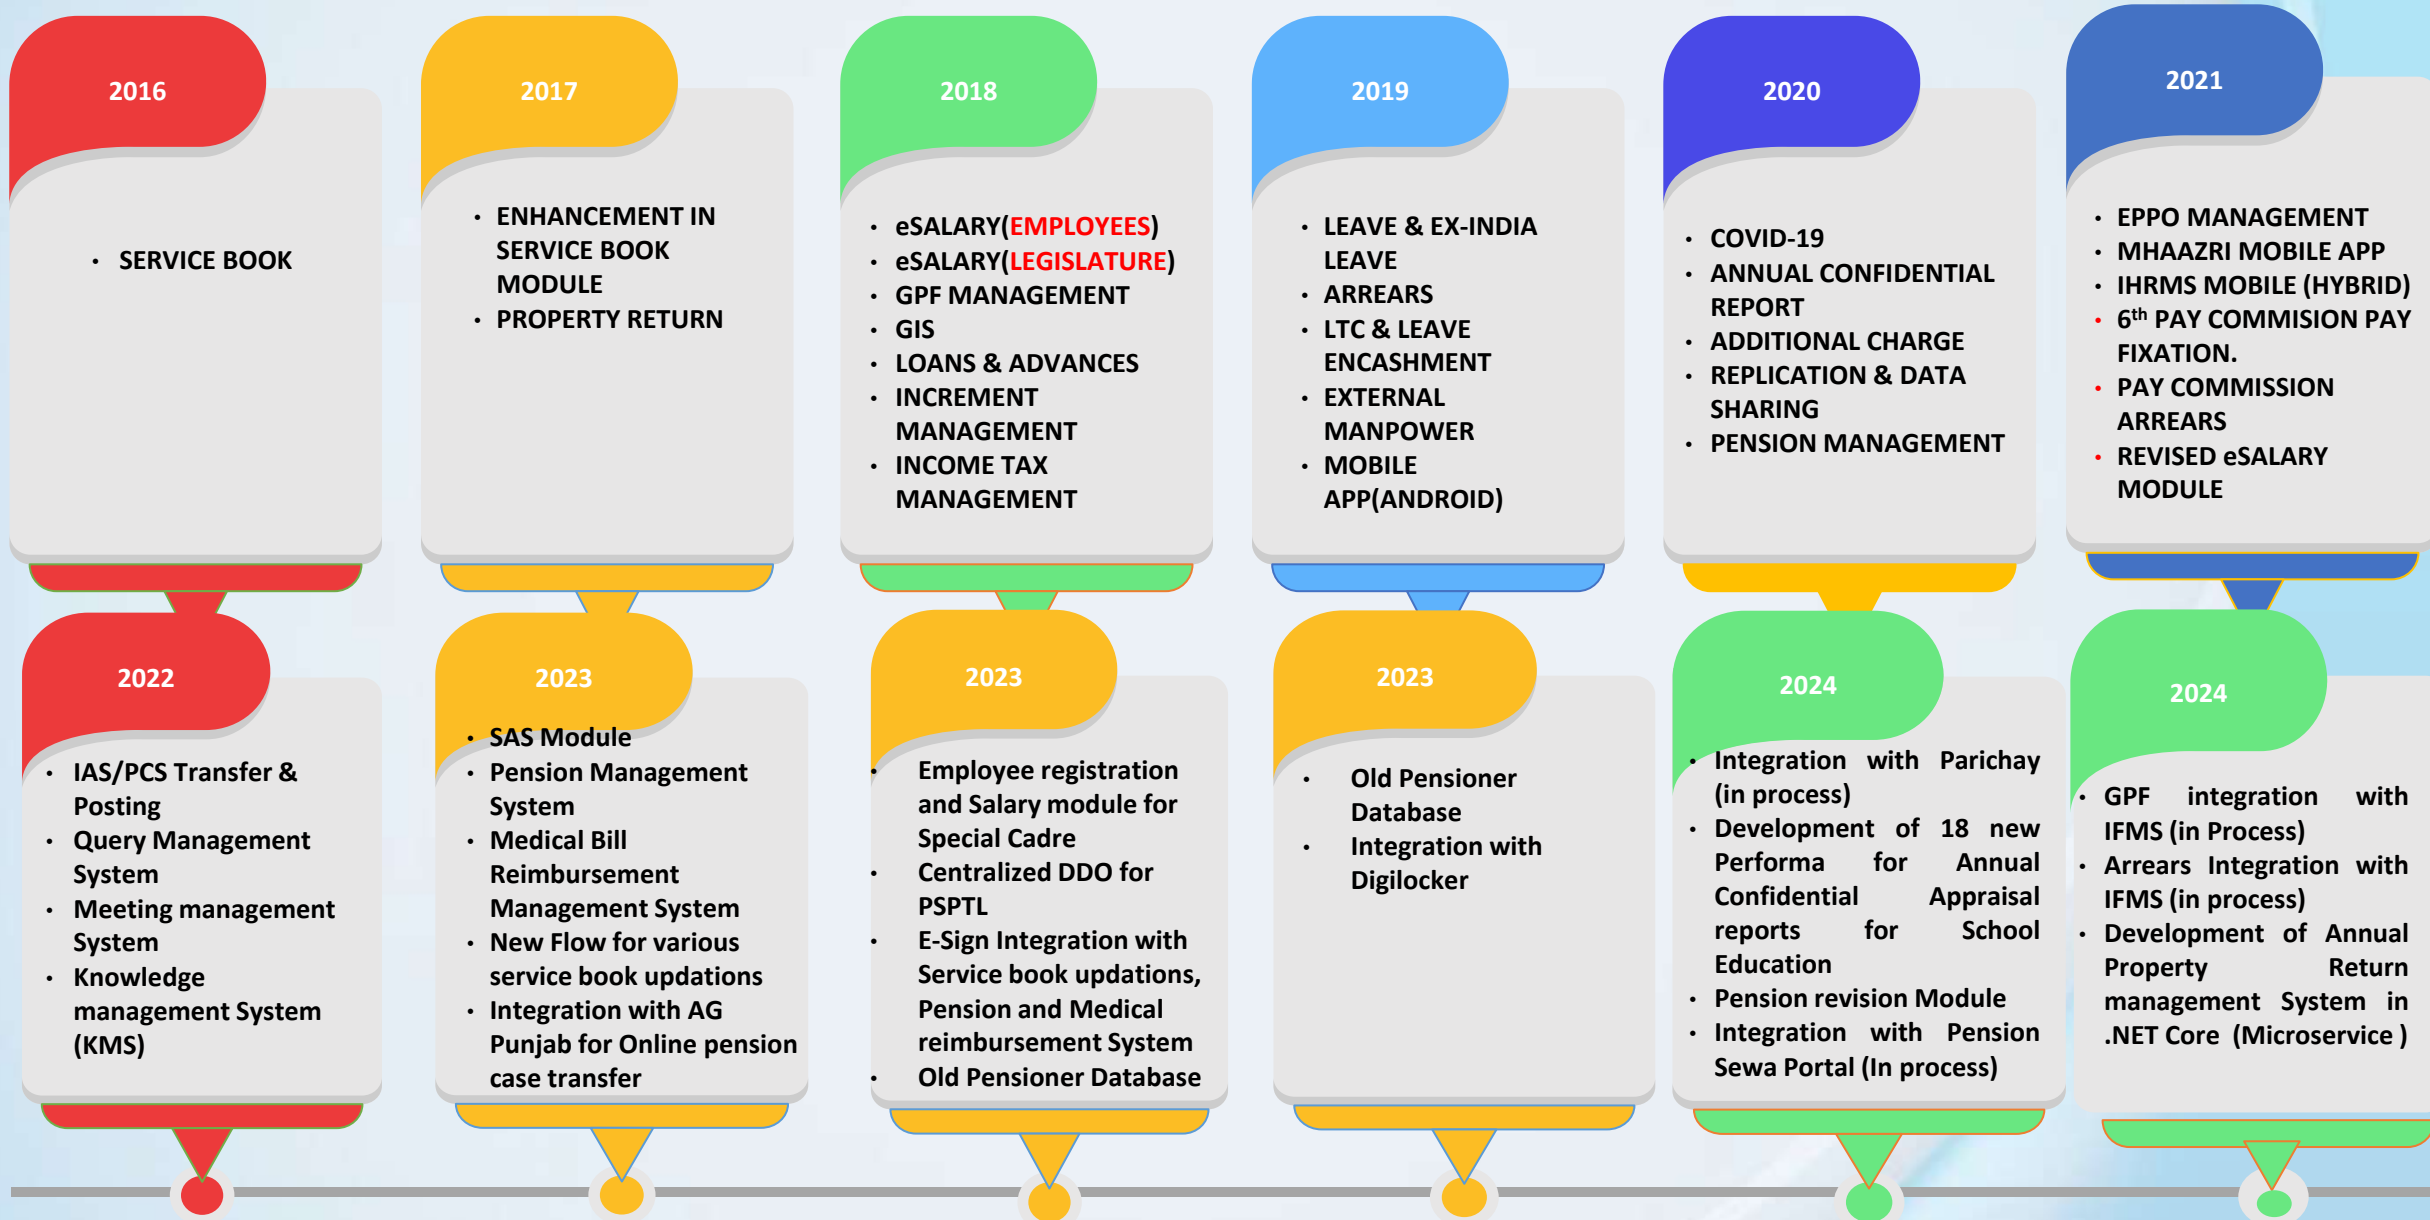 2016
• SERVICE BOOK
2017
• ENHANCEMENT IN
SERVICE BOOK
MODULE
• PROPERTY RETURN
2018
• eSALARY(EMPLOYEES)
• eSALARY(LEGISLATURE)
• GPF MANAGEMENT
• GIS
• LOANS & ADVANCES
• INCREMENT
MANAGEMENT
• INCOME TAX
MANAGEMENT
2019
• LEAVE & EX-INDIA
LEAVE
• ARREARS
• LTC & LEAVE
ENCASHMENT
• EXTERNAL
MANPOWER
• MOBILE
APP(ANDROID)
2020
• COVID-19
• ANNUAL CONFIDENTIAL
REPORT
• ADDITIONAL CHARGE
• REPLICATION & DATA
SHARING
• PENSION MANAGEMENT
2021
• EPPO MANAGEMENT
• MHAAZRI MOBILE APP
• IHRMS MOBILE (HYBRID)
• 6th PAY COMMISION PAY
FIXATION.
• PAY COMMISSION
ARREARS
• REVISED eSALARY
MODULE
2022
• IAS/PCS Transfer &
Posting
• Query Management
System
• Meeting management
System
• Knowledge
management System
(KMS)
2023
• SAS Module
• Pension Management
System
• Medical Bill
Reimbursement
Management System
• New Flow for various
service book updations
• Integration with AG
Punjab for Online pension
case transfer
2023
• Employee registration
and Salary module for
Special Cadre
• Centralized DDO for
PSPTL
• E-Sign Integration with
Service book updations,
Pension and Medical
reimbursement System
• Old Pensioner Database
2023
• Old Pensioner
Database
• Integration with
Digilocker
2024
• Integration with Parichay
(in process)
• Development of 18 new
Performa for Annual
Confidential Appraisal
reports for School
Education
• Pension revision Module
• Integration with Pension
Sewa Portal (In process)
2024
• GPF integration with
IFMS (in Process)
• Arrears Integration with
IFMS (in process)
• Development of Annual
Property Return
management System in
.NET Core (Microservice )